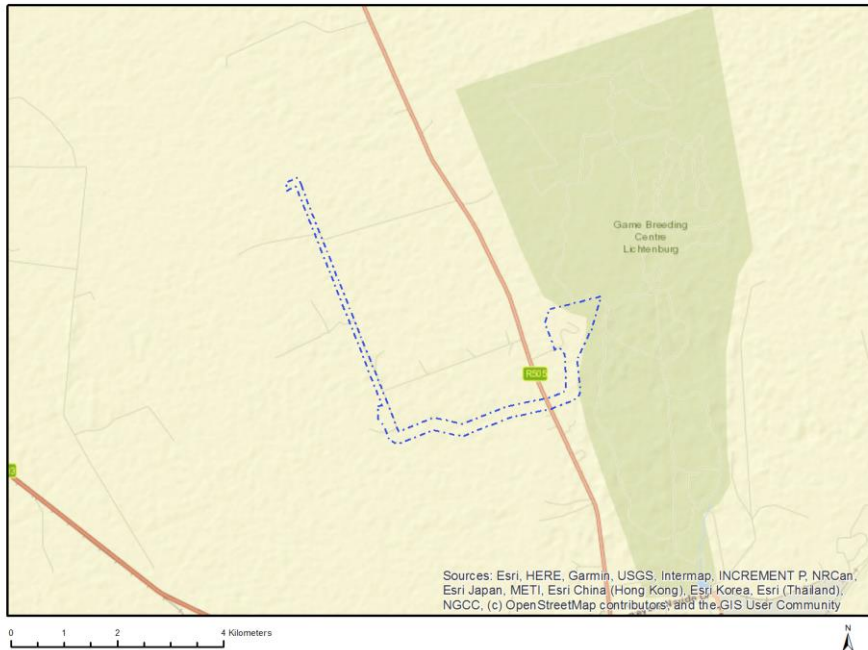 Game Breeding
Centre
Lichtenburg
R505
Sources: Esri, HERE, Garmin, USGS, Intermap, INCREMENT P, NRCan,
Esri Japan, METI, Esri China (Hong Kong), Esri Korea, Esri (Thailand),
NGCC, (c) OpenStreetMap contributors, and the GIS User Community
0 1 2 4 Kilometers
N